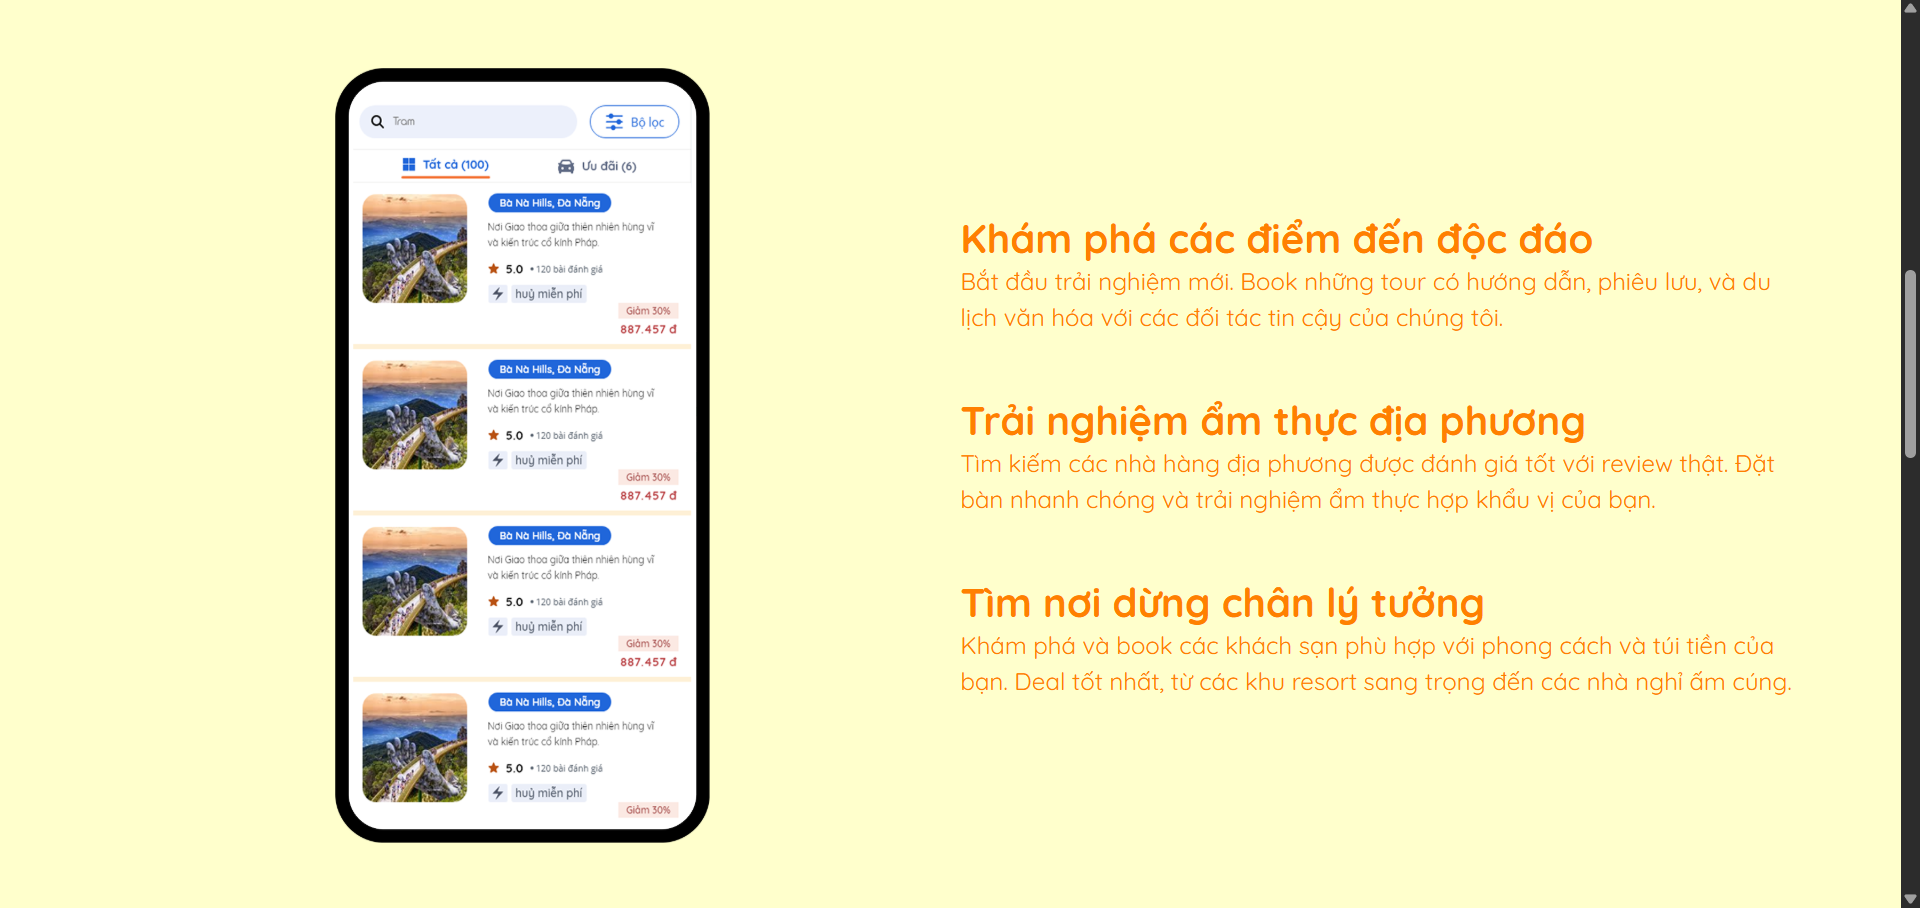 Tram
Bộ lọc
Tất cả (100)
Ưu đãi (6)
Bà Nà Hills, Đà Nẵng
Nơi Giao thoa giữa thiên nhiên hùng vĩ
và kiến trúc cổ kính Pháp.
5.0 • 120 bài đánh giá
huỷ miễn phí
Giảm 30%
887.457 đ
Bà Nà Hills, Đà Nẵng
Nơi Giao thoa giữa thiên nhiên hùng vĩ
và kiến trúc cổ kính Pháp.
5.0 • 120 bài đánh giá
huỷ miễn phí
Giảm 30%
887.457 đ
Bà Nà Hills, Đà Nẵng
Nơi Giao thoa giữa thiên nhiên hùng vĩ
và kiến trúc cổ kính Pháp.
5.0 • 120 bài đánh giá
huỷ miễn phí
Giảm 30%
887.457 đ
Bà Nà Hills, Đà Nẵng
Nơi Giao thoa giữa thiên nhiên hùng vĩ
và kiến trúc cổ kính Pháp.
5.0 • 120 bài đánh giá
huỷ miễn phí
Giảm 30%
Khám phá các điểm đến độc đáo
Bắt đầu trải nghiệm mới. Book những tour có hướng dẫn, phiêu lưu, và du
lịch văn hóa với các đối tác tin cậy của chúng tôi.
Trải nghiệm ẩm thực địa phương
Tìm kiếm các nhà hàng địa phương được đánh giá tốt với review thật. Đặt
bàn nhanh chóng và trải nghiệm ẩm thực hợp khẩu vị của bạn.
Tìm nơi dừng chân lý tưởng
Khám phá và book các khách sạn phù hợp với phong cách và túi tiền của
bạn. Deal tốt nhất, từ các khu resort sang trọng đến các nhà nghỉ ấm cúng.